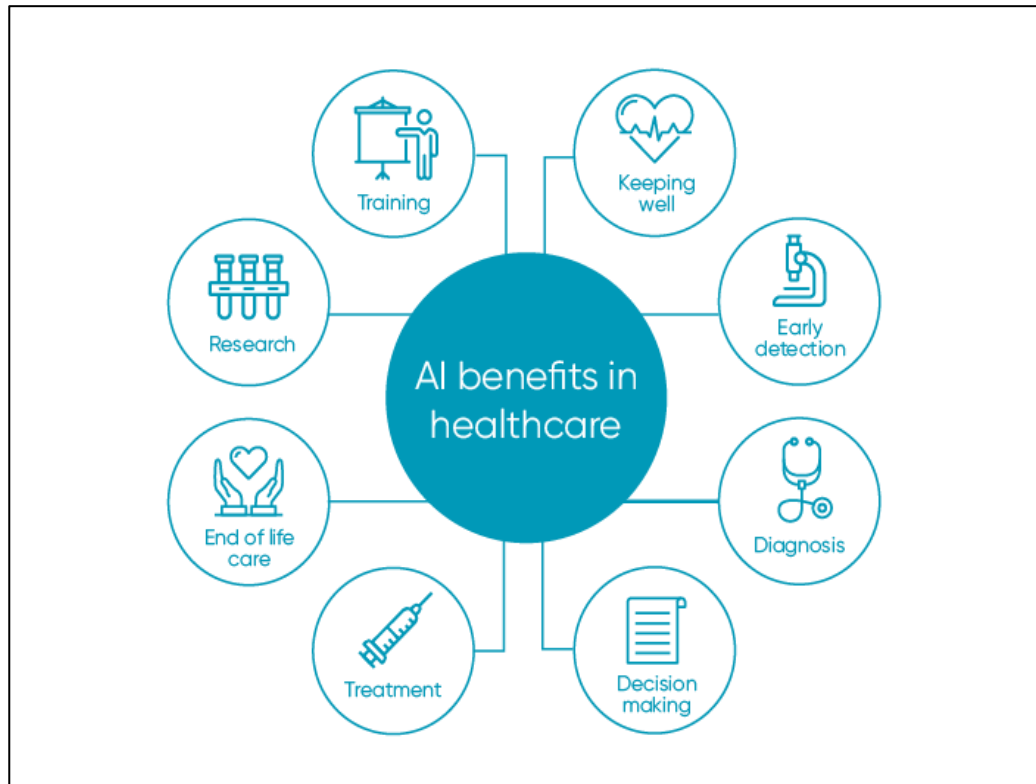 Training
Keeping
well
Research
Early
detection
AI benefits in
healthcare
End of life
care
Diagnosis
Treatment
Decision
making